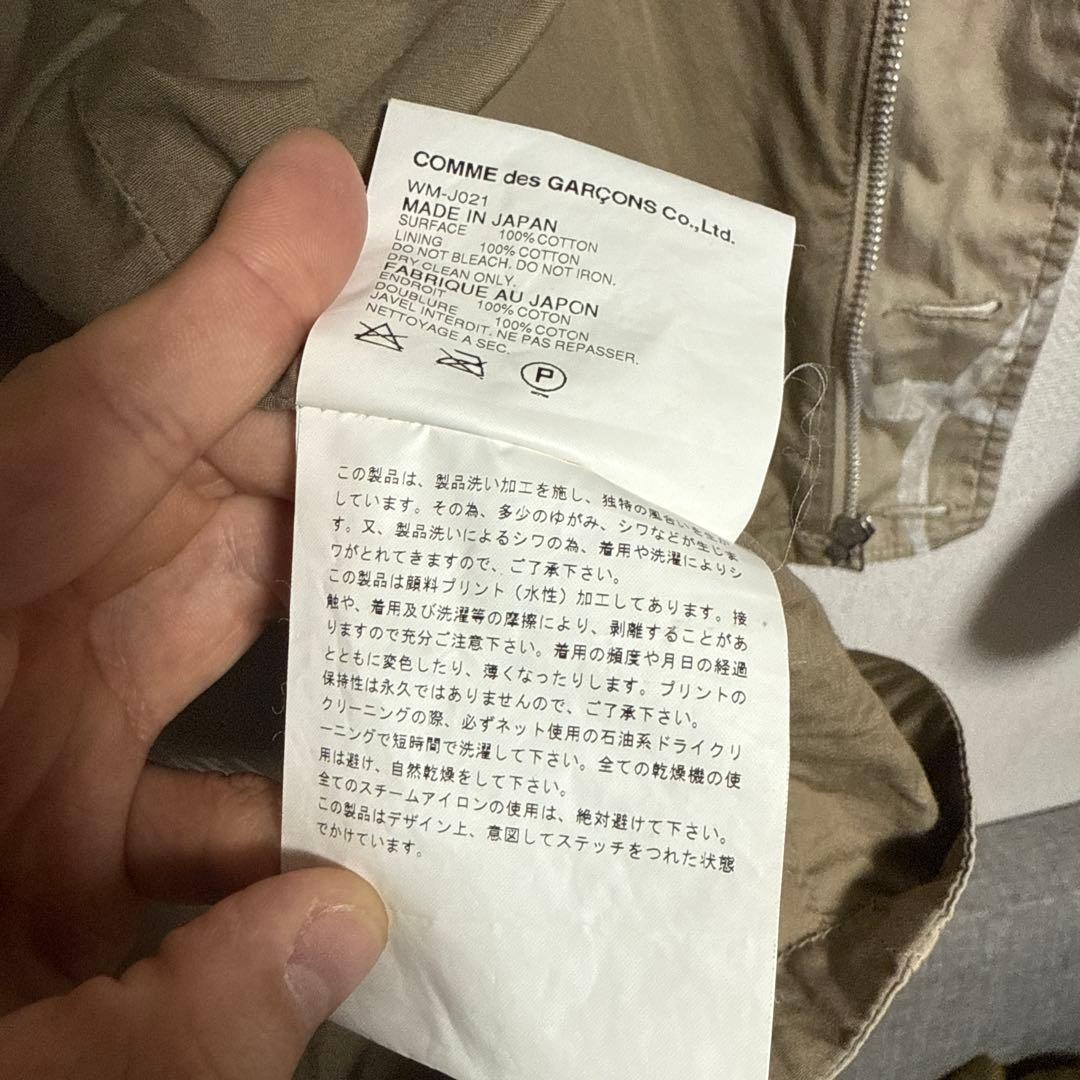 COMME des GARÇONS Co.,Ltd.
WM-J021
MADE IN JAPAN
SURFACE 100% COTTON
LINING 100% COTTON
DO NOT BLEACH. DO NOT IRON.
DRY CLEAN ONLY.
FABRIQUE AU JAPON
ENDROIT 100% COTON
DOUBLURE 100% COTON
JAVEL INTERDIT. NE PAS REPASSER.
NETTOYAGE A SEC.
P
この製品は、製品洗い加工を施し、独特の風合いを
しています。その為、多少のゆがみ、シワなどが生じま
す。又、製品洗いによるシワの為、着用や洗濯によりシ
ワがとれてきますので、ご了承下さい。
この製品は顔料プリント（水性）加工してあります。接
触や、着用及び洗濯等の摩擦により、剥離することがあ
りますので充分ご注意下さい。着用の頻度や月日の経過
とともに変色したり、薄くなったりします。プリントの
保持性は永久ではありませんので、ご了承下さい。
クリーニングの際、必ずネット使用の石油系ドライクリ
ーニングで短時間で洗濯して下さい。全ての乾燥機の使
用は避け、自然乾燥をして下さい。
全てのスチームアイロンの使用は、絶対避けて下さい。
この製品はデザイン上、意図してステッチをつれた状態
でかけています。